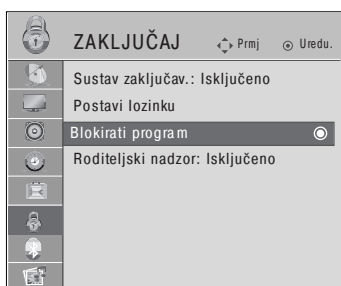 ZAKLJUČAJ Prmj Uredu.
Sustav zaključav.: Isključeno
Postavi lozinku
Blokirati program
Roditeljski nadzor: Isključeno